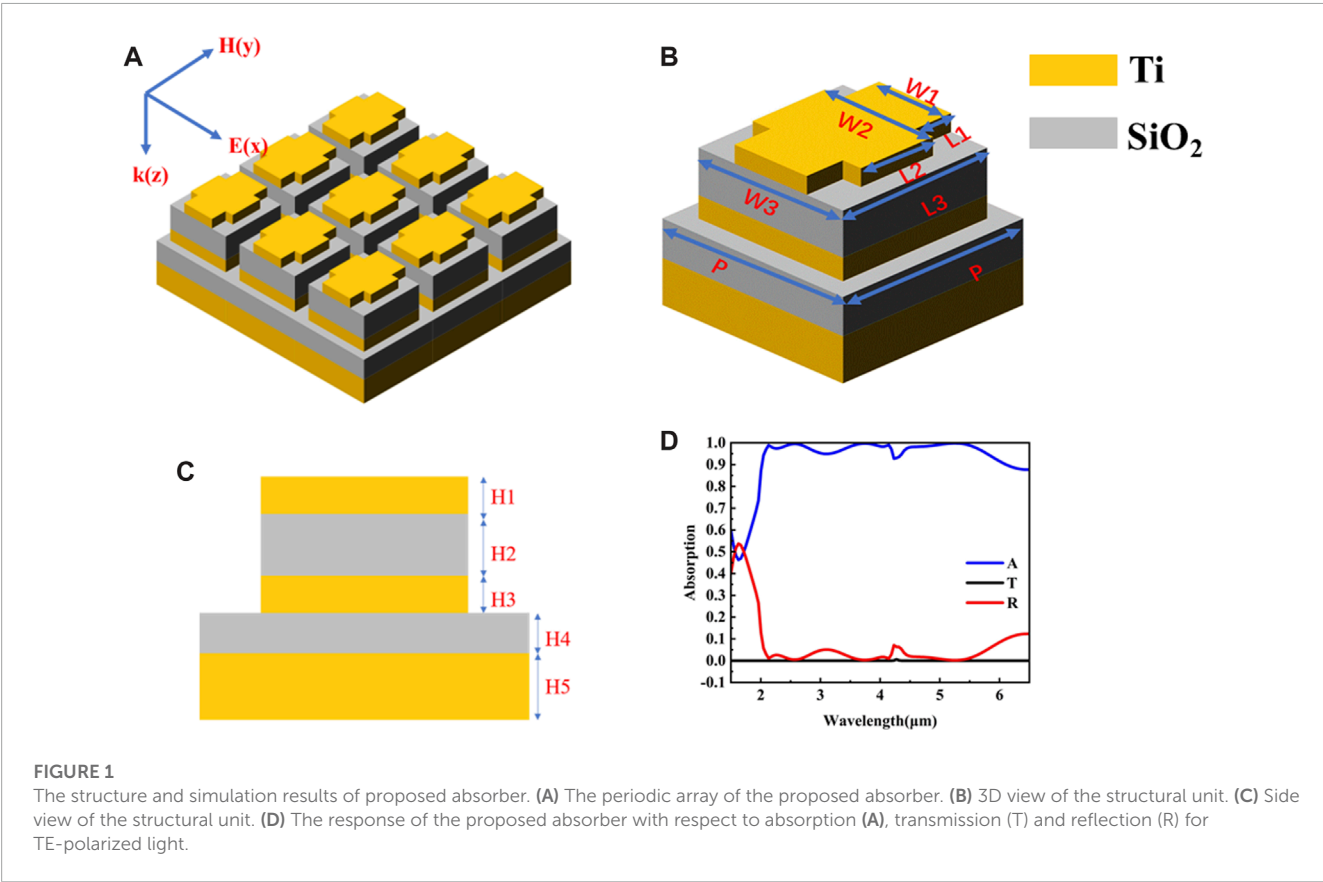 A
H(y)
E(x)
k(z)
B
W1
W2
L1
L2
W3
L3
P
P
Ti
SiO₂
C
H1
H2
H3
H4
H5
D
Absorption
1.0
0.9
0.8
0.7
0.6
0.5
0.4
0.3
0.2
0.1
0.0
-0.1
A
T
R
2 3 4 5 6
Wavelength(μm)
FIGURE 1
The structure and simulation results of proposed absorber. (A) The periodic array of the proposed absorber. (B) 3D view of the structural unit. (C) Side
view of the structural unit. (D) The response of the proposed absorber with respect to absorption (A), transmission (T) and reflection (R) for
TE-polarized light.